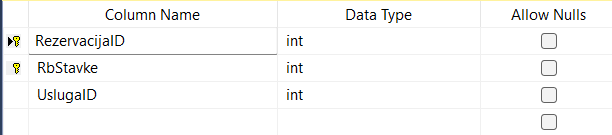 Column Name Data Type Allow Nulls
RezervacijaID int
RbStavke int
UslugaID int